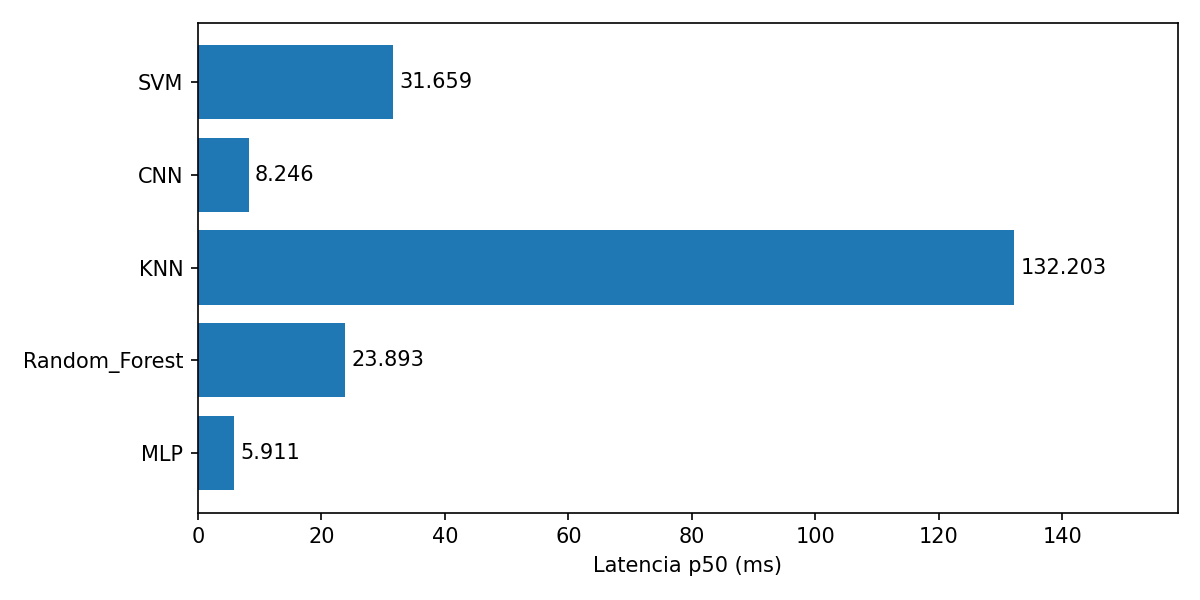 SVM 31.659
CNN 8.246
KNN 132.203
Random_Forest 23.893
MLP 5.911
0 20 40 60 80 100 120 140
Latencia p50 (ms)